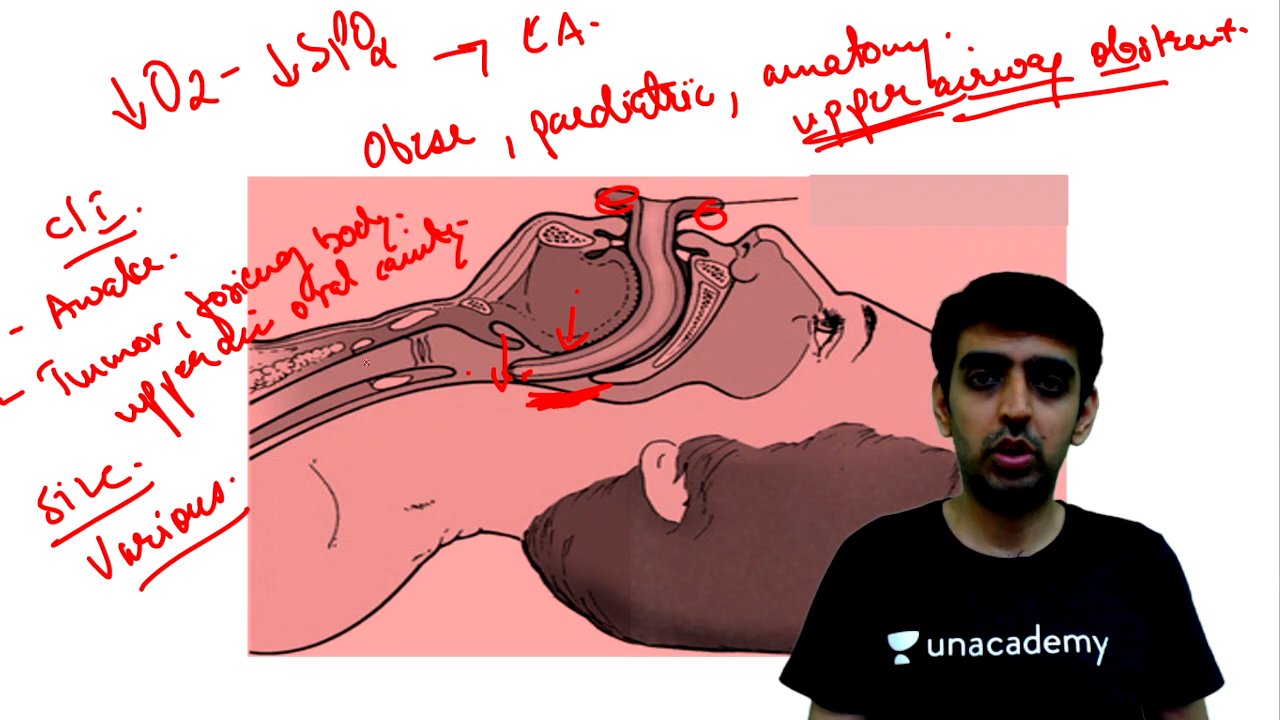 ↓O2 - ↓SPO2 → CA.
Obese, paediatric, anatomy.
upper airway obstruct.
C/I.
- Awake.
- Tumor, foreign body.
upper oral cavity
Size.
Various.
unacademy